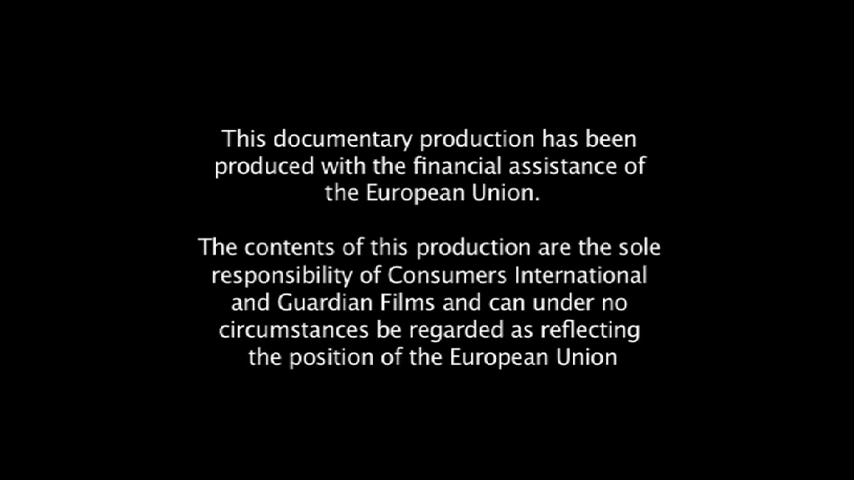 This documentary production has been
produced with the financial assistance of
the European Union.
The contents of this production are the sole
responsibility of Consumers International
and Guardian Films and can under no
circumstances be regarded as reflecting
the position of the European Union